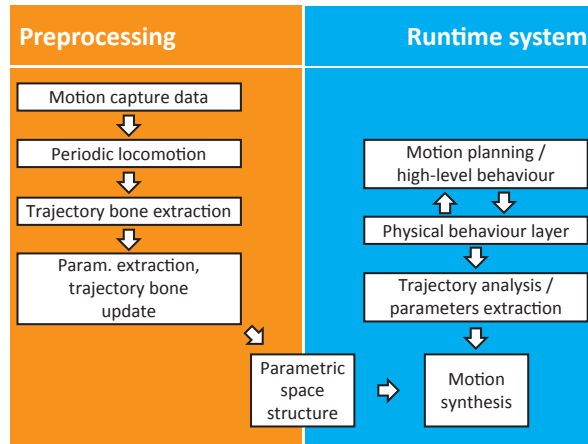 Preprocessing
Motion capture data
Periodic locomotion
Trajectory bone extraction
Param. extraction,
trajectory bone
update
Parametric
space
structure
Runtime system
Motion planning /
high-level behaviour
Physical behaviour layer
Trajectory analysis /
parameters extraction
Motion
synthesis